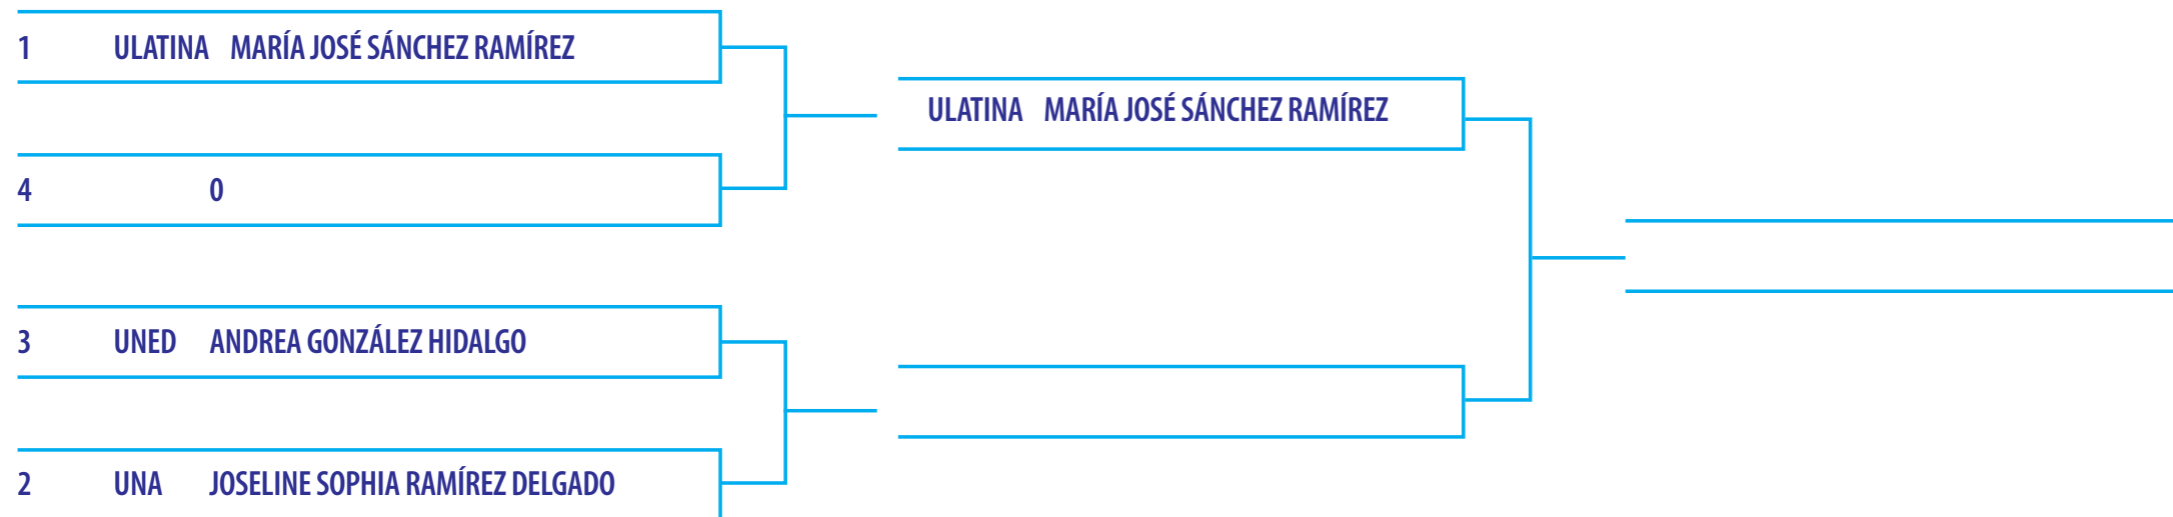 1 ULATINA MARÍA JOSÉ SÁNCHEZ RAMÍREZ
ULATINA MARÍA JOSÉ SÁNCHEZ RAMÍREZ
4 0
3 UNED ANDREA GONZÁLEZ HIDALGO
2 UNA JOSELINE SOPHIA RAMÍREZ DELGADO